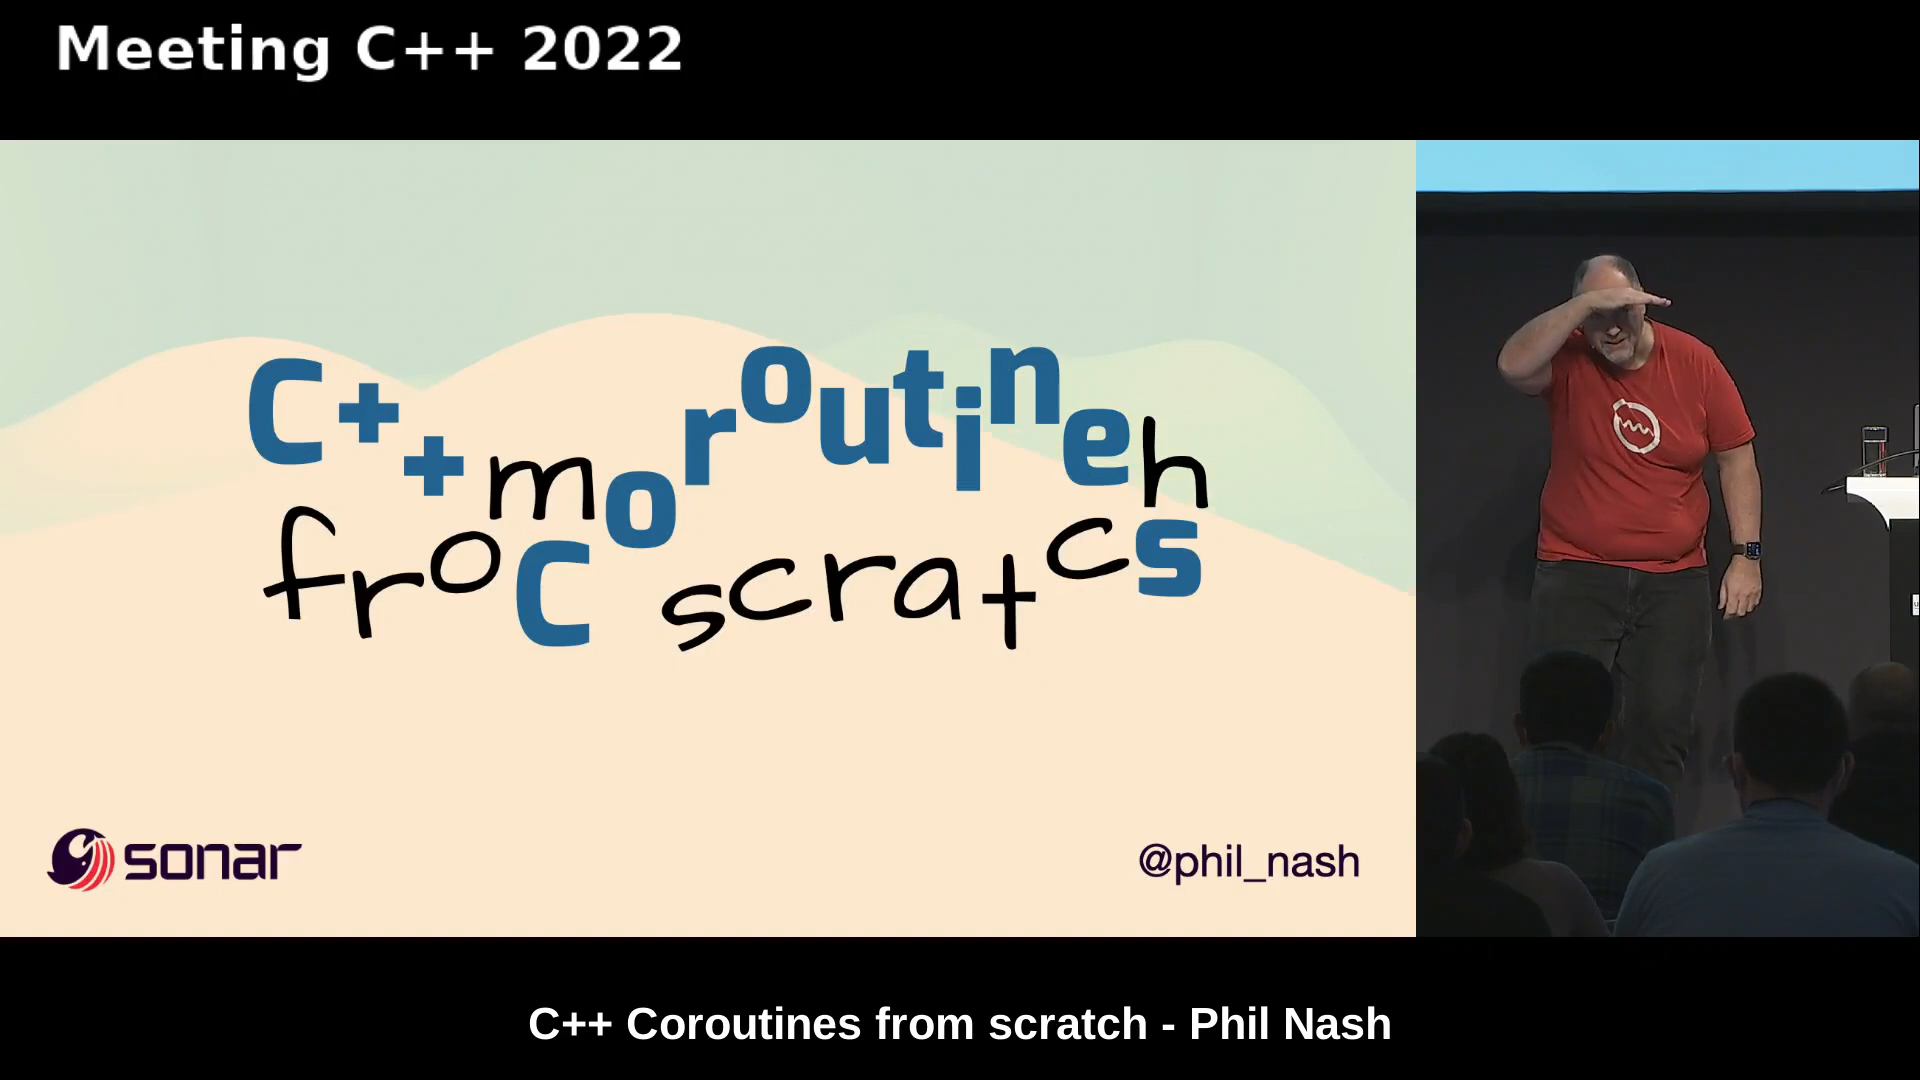 Meeting C++ 2022
C++ Coroutines
from scratch
sonar
@phil_nash
C++ Coroutines from scratch - Phil Nash